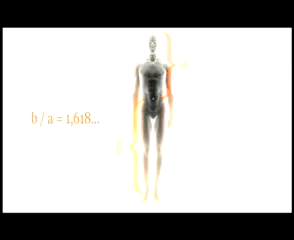 b / a = 1,618...